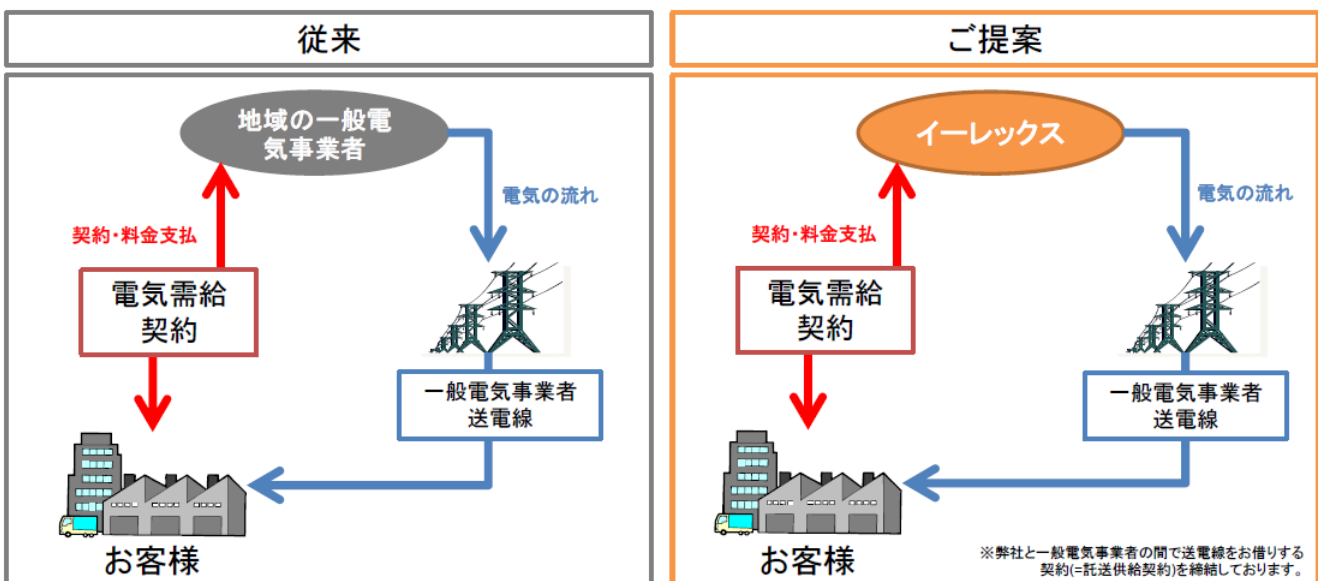 従来
地域の一般電
気事業者
電気の流れ
契約・料金支払
電気需給
契約
一般電気事業者
送電線
お客様
ご提案
イーレックス
電気の流れ
契約・料金支払
電気需給
契約
一般電気事業者
送電線
お客様
※弊社と一般電気事業者の間で送電線をお借りする
契約(=託送供給契約)を締結しております。